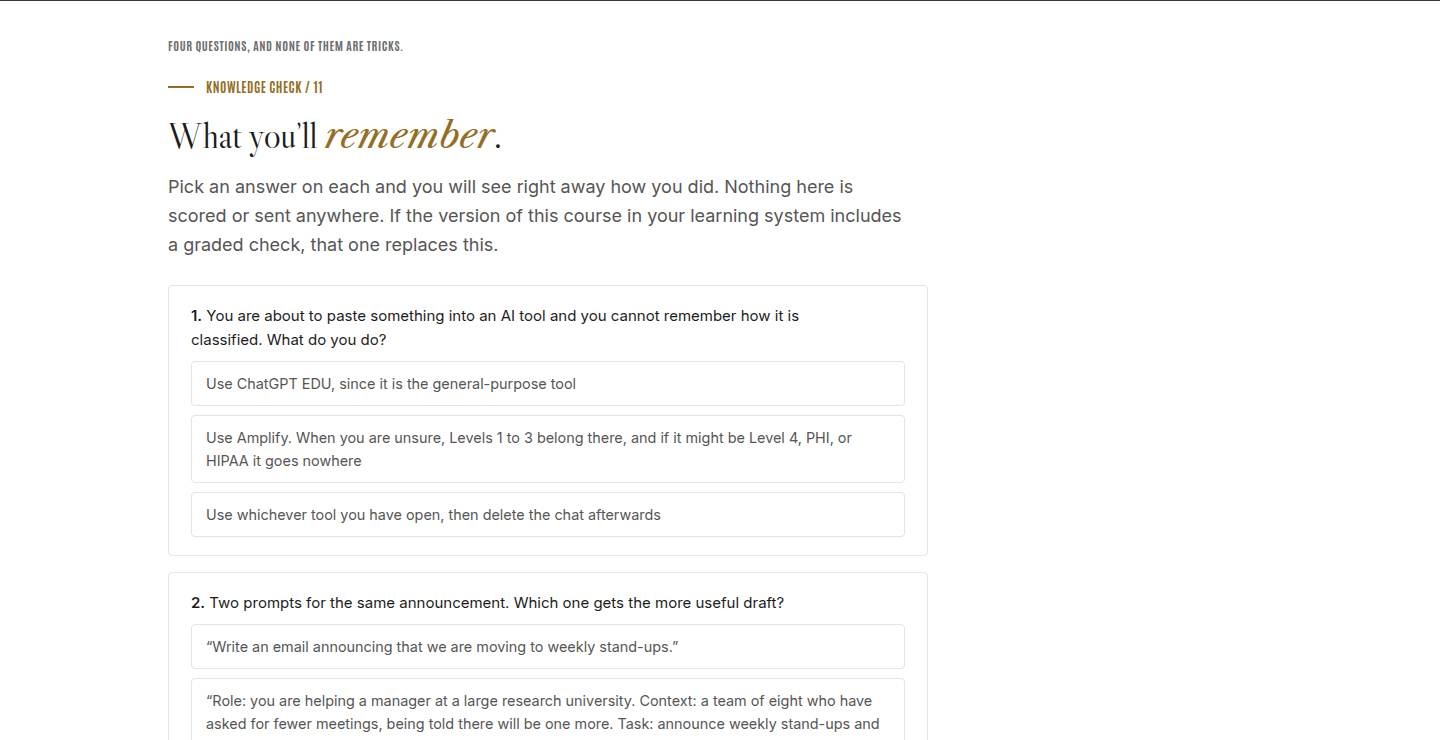 FOUR QUESTIONS, AND NONE OF THEM ARE TRICKS.
KNOWLEDGE CHECK / 11
What you’ll remember.
Pick an answer on each and you will see right away how you did. Nothing here is
scored or sent anywhere. If the version of this course in your learning system includes
a graded check, that one replaces this.
1. You are about to paste something into an AI tool and you cannot remember how it is
classified. What do you do?
Use ChatGPT EDU, since it is the general-purpose tool
Use Amplify. When you are unsure, Levels 1 to 3 belong there, and if it might be Level 4, PHI, or
HIPAA it goes nowhere
Use whichever tool you have open, then delete the chat afterwards
2. Two prompts for the same announcement. Which one gets the more useful draft?
“Write an email announcing that we are moving to weekly stand-ups.”
“Role: you are helping a manager at a large research university. Context: a team of eight who have
asked for fewer meetings, being told there will be one more. Task: announce weekly stand-ups and